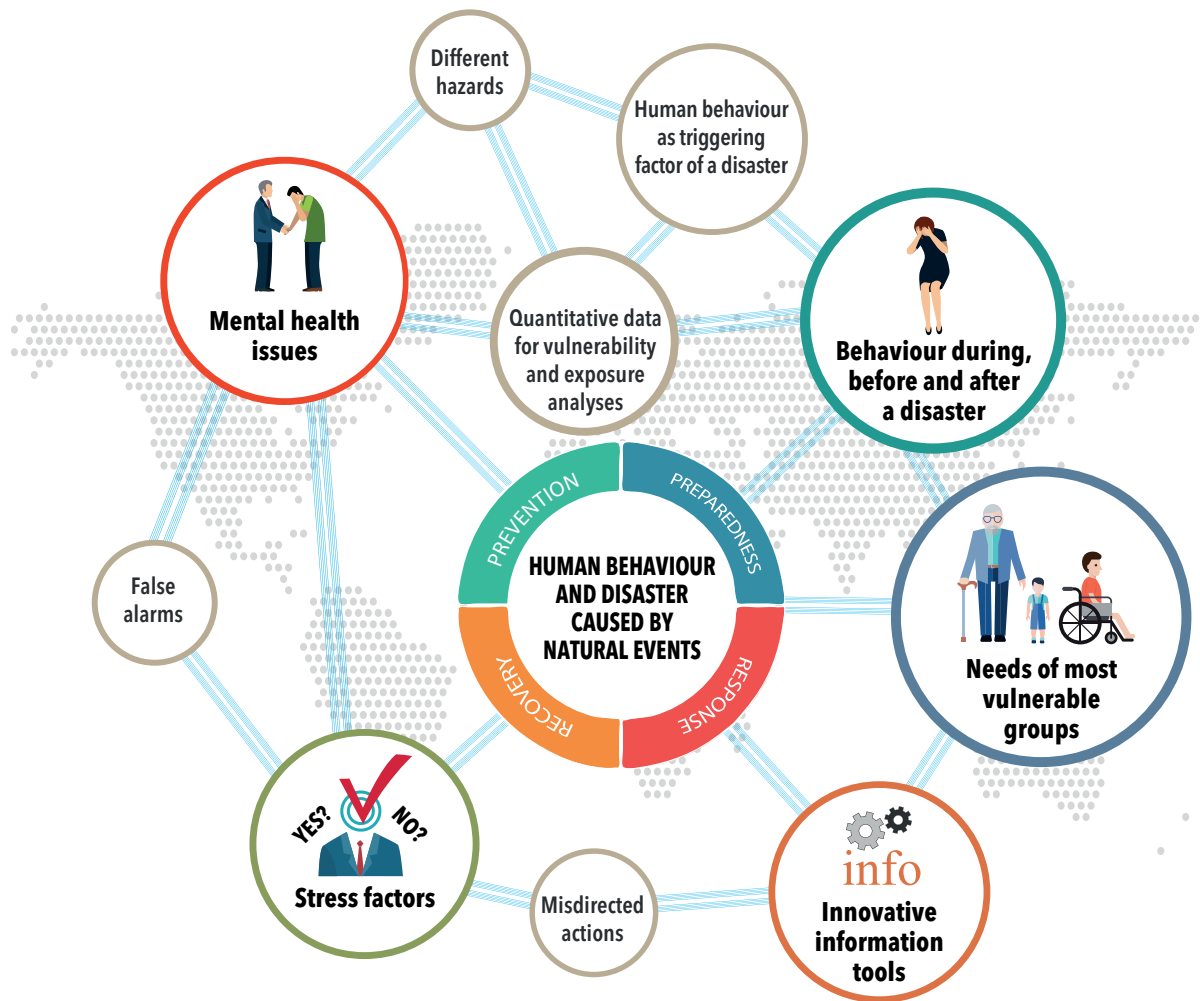 Different
hazards
Human behaviour
as triggering
factor of a disaster
Mental health
issues
Quantitative data
for vulnerability
and exposure
analyses
Behaviour during,
before and after
a disaster
PREVENTION
PREPAREDNESS
HUMAN BEHAVIOUR
AND DISASTER
CAUSED BY
NATURAL EVENTS
RECOVERY
RESPONSE
False
alarms
Needs of most
vulnerable
groups
YES?
NO?
Stress factors
Misdirected
actions
info
Innovative
information
tools